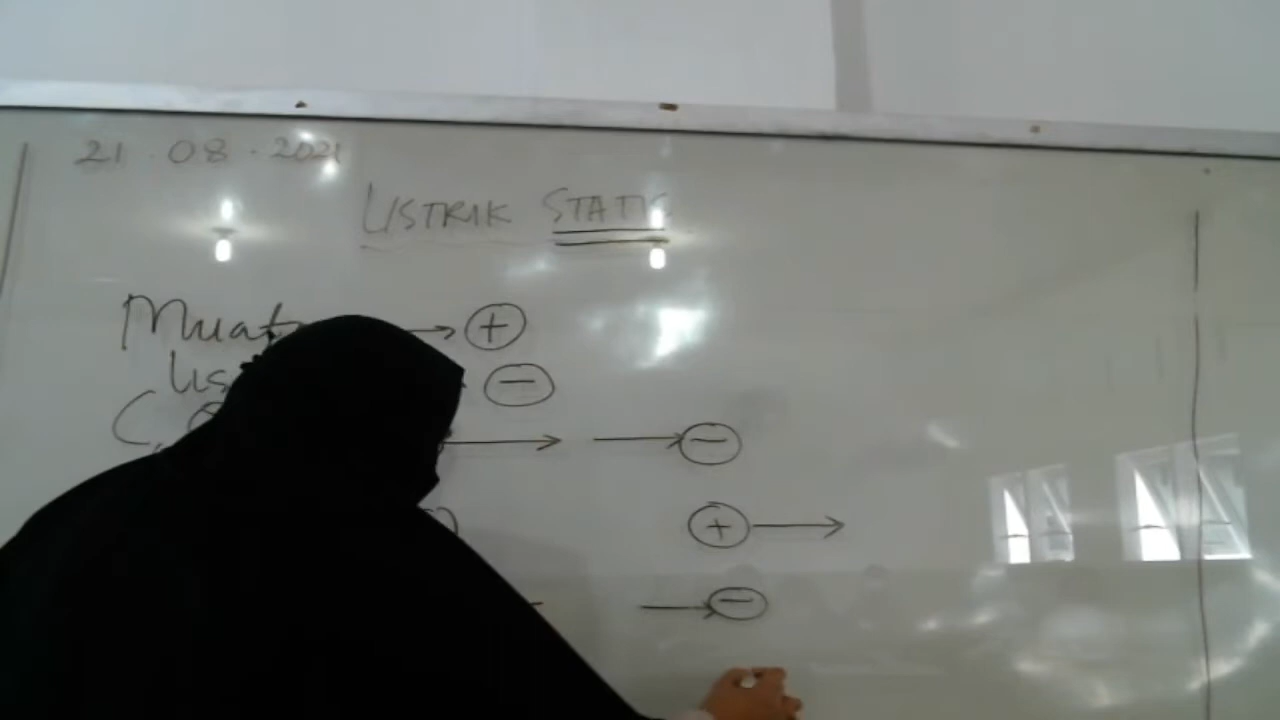 21.08.2021
LISTRIK STATIS
Muat → +
Lis −
C, → → −
+ →
→ −